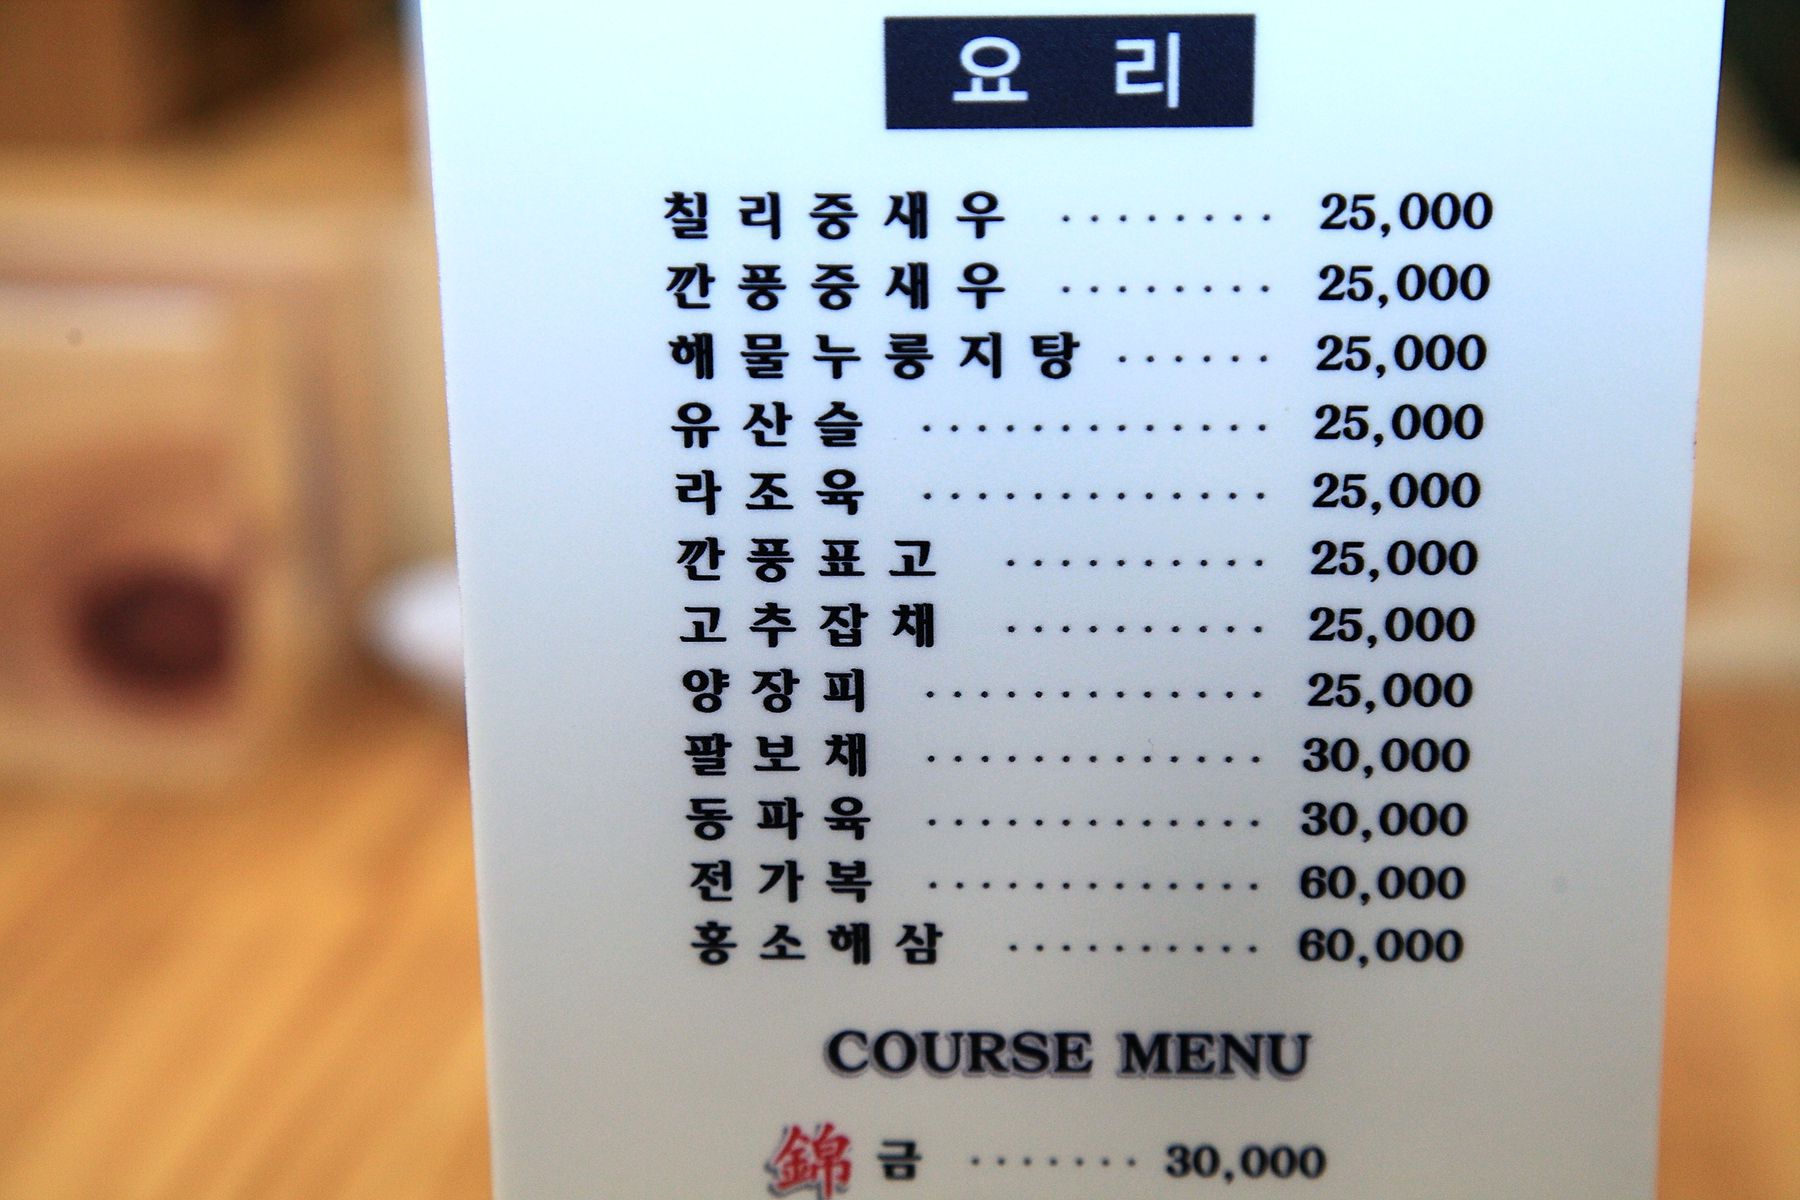 요 리
칠리중새우 ········ 25,000
깐풍중새우 ········ 25,000
해물누룽지탕 ······ 25,000
유산슬 ············· 25,000
라조육 ············· 25,000
깐풍표고 ·········· 25,000
고추잡채 ·········· 25,000
양장피 ············· 25,000
팔보채 ············· 30,000
동파육 ············· 30,000
전가복 ············· 60,000
홍소해삼 ·········· 60,000
COURSE MENU
錦 금 ······· 30,000